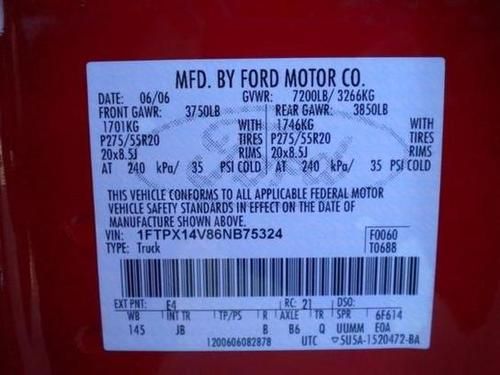 MFD. BY FORD MOTOR CO.
DATE: 06/06 GVWR: 7200LB/ 3266KG
FRONT GAWR: 3750LB REAR GAWR: 3850LB
1701KG WITH 1746KG WITH
P275/55R20 TIRES P275/55R20 TIRES
20x8.5J RIMS 20x8.5J RIMS
AT 240 kPa/ 35 PSI COLD AT 240 kPa/ 35 PSI COLD
THIS VEHICLE CONFORMS TO ALL APPLICABLE FEDERAL MOTOR
VEHICLE SAFETY STANDARDS IN EFFECT ON THE DATE OF
MANUFACTURE SHOWN ABOVE.
VIN: 1FTPX14V86NB75324 F0060
TYPE: Truck T0688
EXT PNT: E4 RC: 21 DSO:
WB INT TR TP/PS R AXLE TR SPR 6F614
145 JB B B6 Q UUMM EOA
1200606082878 UTC 5U5A-1520472-BA